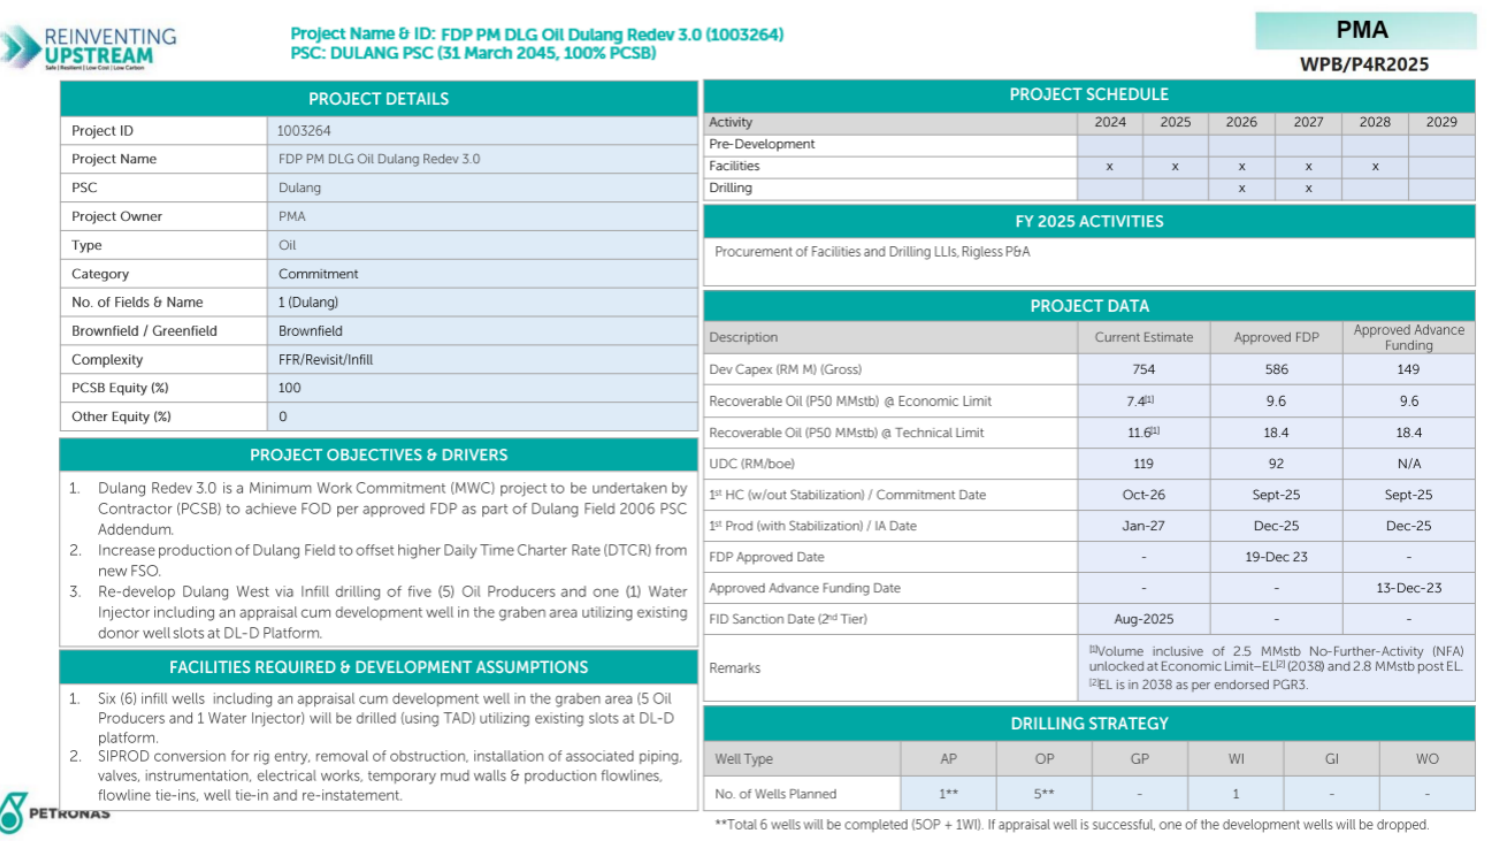 REINVENTING
UPSTREAM
Safe | Resilient | Low Cost | Low Carbon
Project Name & ID: FDP PM DLG Oil Dulang Redev 3.0 (1003264)
PSC: DULANG PSC (31 March 2045, 100% PCSB)
PMA
WPB/P4R2025
PROJECT DETAILS
Project ID 1003264
Project Name FDP PM DLG Oil Dulang Redev 3.0
PSC Dulang
Project Owner PMA
Type Oil
Category Commitment
No. of Fields & Name 1 (Dulang)
Brownfield / Greenfield Brownfield
Complexity FFR/Revisit/Infill
PCSB Equity (%) 100
Other Equity (%) 0
PROJECT OBJECTIVES & DRIVERS
1. Dulang Redev 3.0 is a Minimum Work Commitment (MWC) project to be undertaken by
Contractor (PCSB) to achieve FOD per approved FDP as part of Dulang Field 2006 PSC
Addendum.
2. Increase production of Dulang Field to offset higher Daily Time Charter Rate (DTCR) from
new FSO.
3. Re-develop Dulang West via Infill drilling of five (5) Oil Producers and one (1) Water
Injector including an appraisal cum development well in the graben area utilizing existing
donor well slots at DL-D Platform.
FACILITIES REQUIRED & DEVELOPMENT ASSUMPTIONS
1. Six (6) infill wells including an appraisal cum development well in the graben area (5 Oil
Producers and 1 Water Injector) will be drilled (using TAD) utilizing existing slots at DL-D
platform.
2. SIPROD conversion for rig entry, removal of obstruction, installation of associated piping,
valves, instrumentation, electrical works, temporary mud walls & production flowlines,
flowline tie-ins, well tie-in and re-instatement.
PETRONAS
PROJECT SCHEDULE
Activity 2024 2025 2026 2027 2028 2029
Pre-Development
Facilities x x x x x
Drilling x x
FY 2025 ACTIVITIES
Procurement of Facilities and Drilling LLIs, Rigless P&A
PROJECT DATA
Description Current Estimate Approved FDP Approved Advance Funding
Dev Capex (RM M) (Gross) 754 586 149
Recoverable Oil (P50 MMstb) @ Economic Limit 7.4[1] 9.6 9.6
Recoverable Oil (P50 MMstb) @ Technical Limit 11.6[1] 18.4 18.4
UDC (RM/boe) 119 92 N/A
1st HC (w/out Stabilization) / Commitment Date Oct-26 Sept-25 Sept-25
1st Prod (with Stabilization) / IA Date Jan-27 Dec-25 Dec-25
FDP Approved Date - 19-Dec 23 -
Approved Advance Funding Date - - 13-Dec-23
FID Sanction Date (2nd Tier) Aug-2025 - -
Remarks
[1]Volume inclusive of 2.5 MMstb No-Further-Activity (NFA)
unlocked at Economic Limit–EL[2] (2038) and 2.8 MMstb post EL.
[2]EL is in 2038 as per endorsed PGR3.
DRILLING STRATEGY
Well Type AP OP GP WI GI WO
No. of Wells Planned 1** 5** - 1 - -
**Total 6 wells will be completed (5OP + 1WI). If appraisal well is successful, one of the development wells will be dropped.